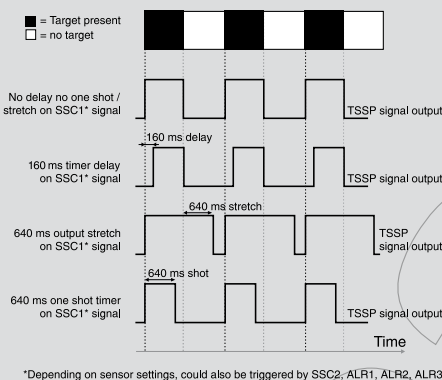 = Target present
= no target
No delay no one shot /
stretch on SSC1* signal
TSSP signal output
160 ms delay
160 ms timer delay
on SSC1* signal
TSSP signal output
640 ms stretch
640 ms output stretch
on SSC1* signal
TSSP
signal output
640 ms shot
640 ms one shot timer
on SSC1* signal
TSSP signal output
Time
*Depending on sensor settings, could also be triggered by SSC2, ALR1, ALR2, ALR3